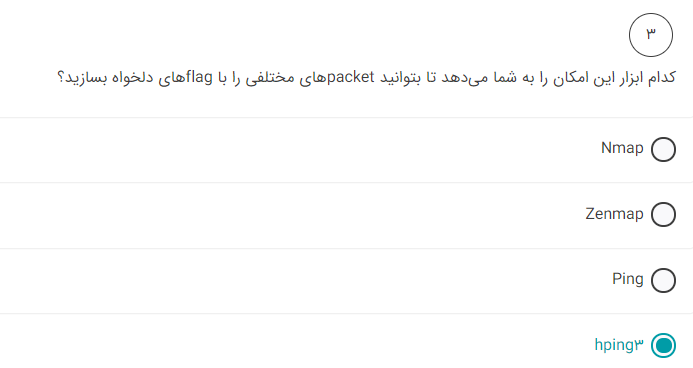 ۳
کدام ابزار این امکان را به شما می‌دهد تا بتوانید packetهای مختلفی را با flagهای دلخواه بسازید؟
Nmap
Zenmap
Ping
hping۳